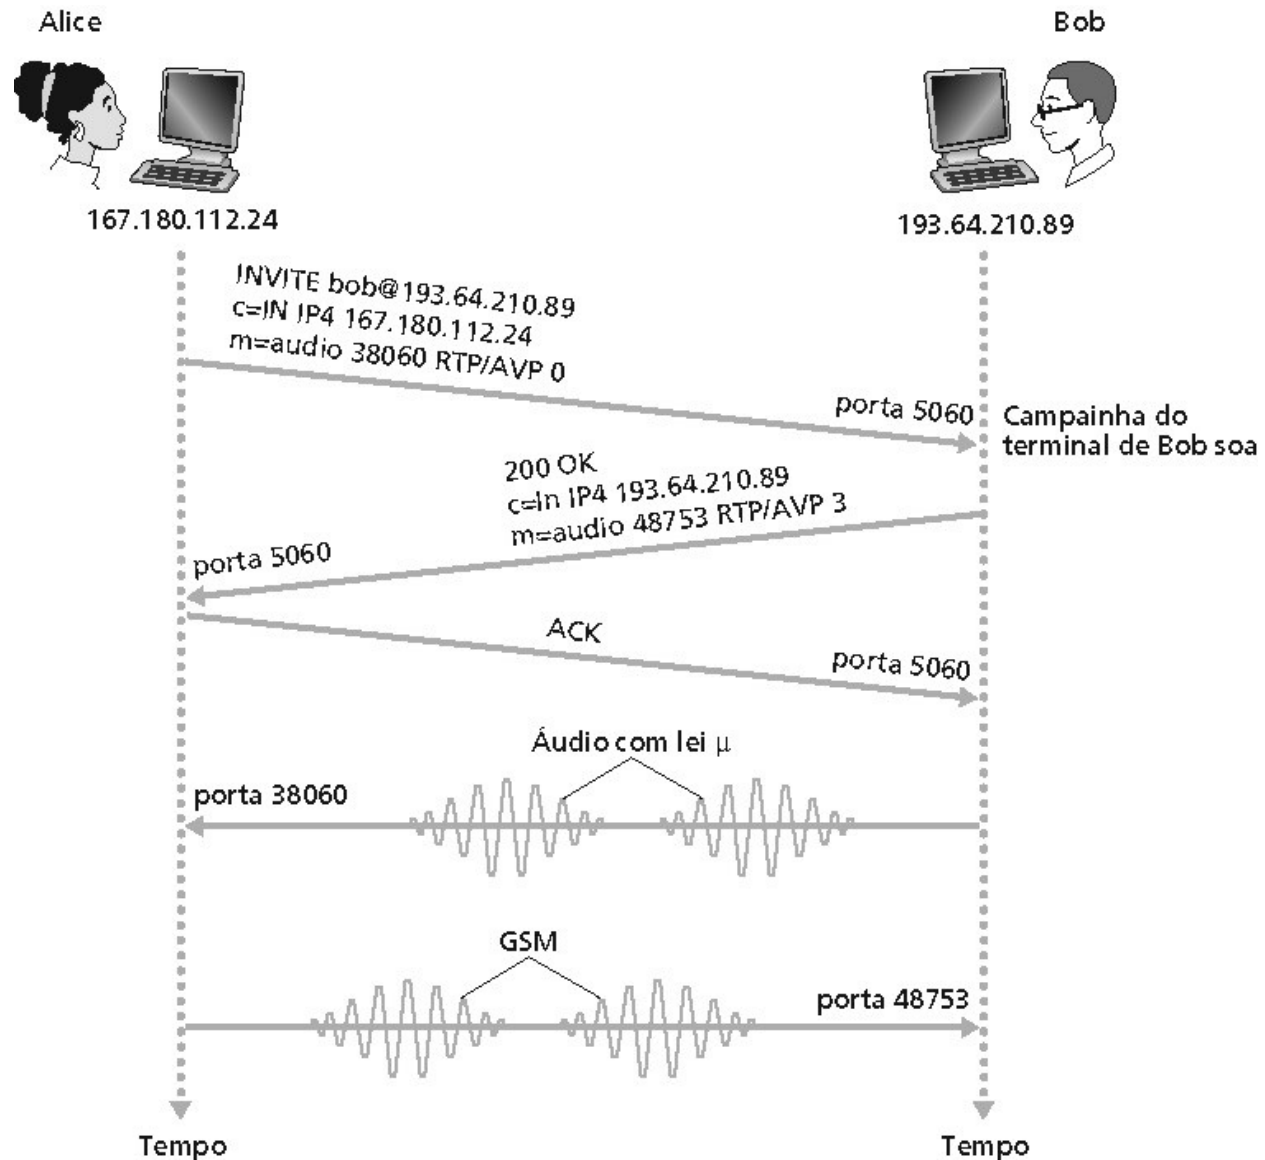 Alice
Bob
167.180.112.24
193.64.210.89
INVITE bob@193.64.210.89
c=IN IP4 167.180.112.24
m=audio 38060 RTP/AVP 0
porta 5060
Campainha do
terminal de Bob soa
200 OK
c=In IP4 193.64.210.89
m=audio 48753 RTP/AVP 3
porta 5060
ACK
porta 5060
Áudio com lei μ
porta 38060
GSM
porta 48753
Tempo
Tempo